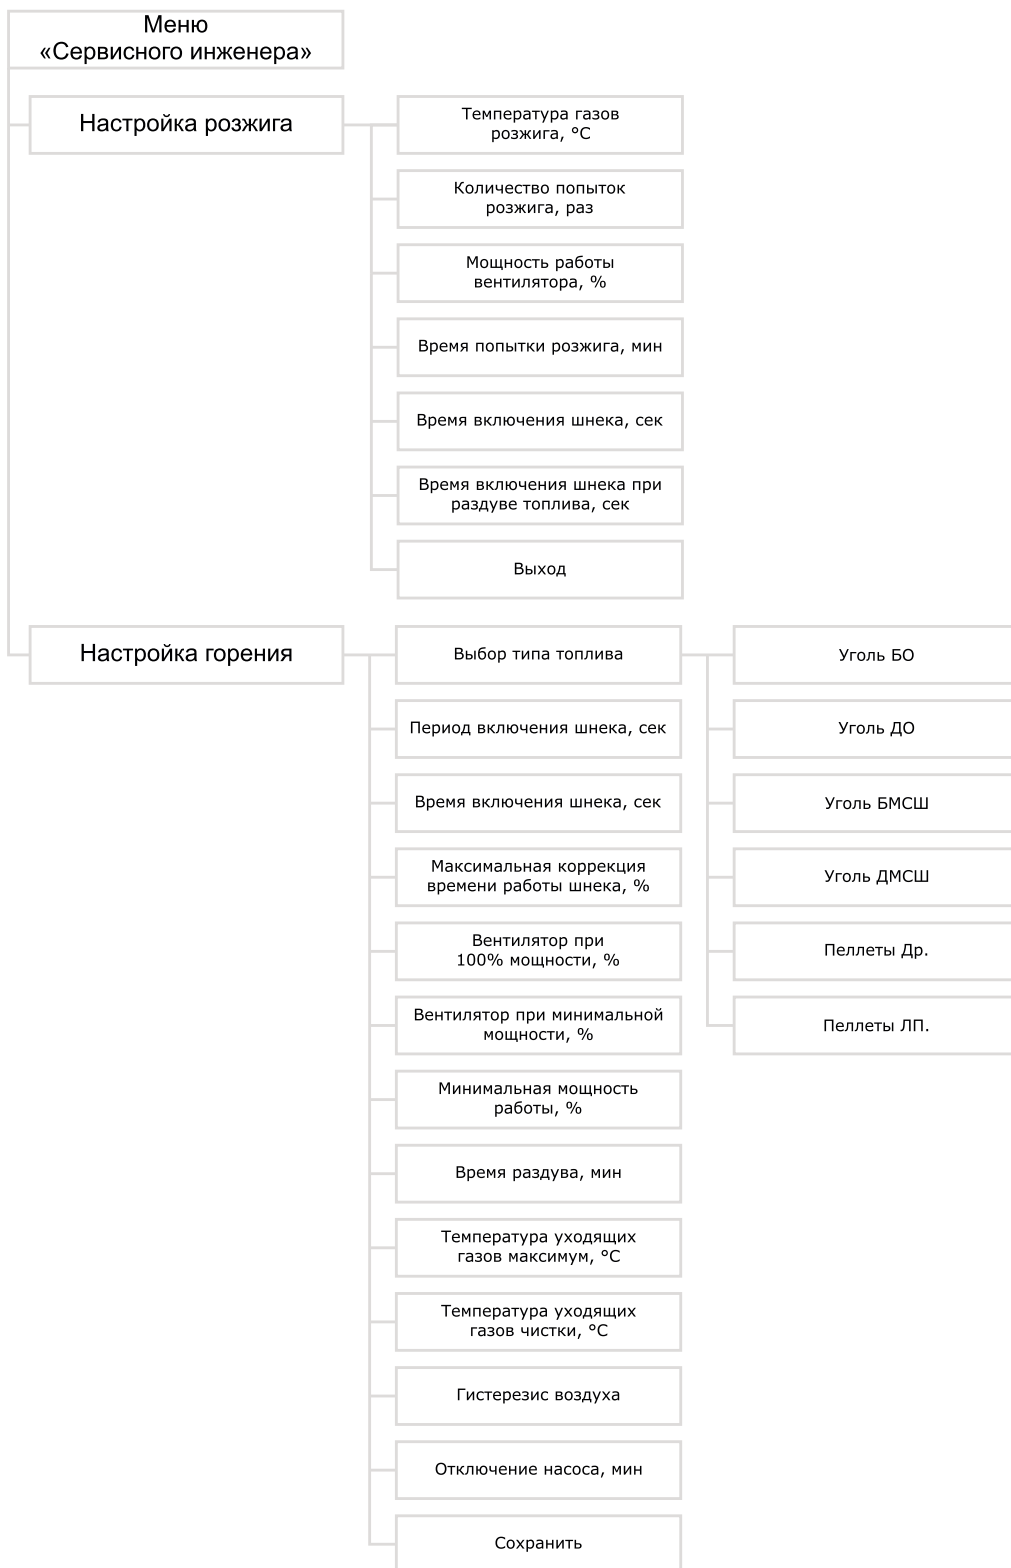 Меню
«Сервисного инженера»
Настройка розжига
Температура газов
розжига, °C
Количество попыток
розжига, раз
Мощность работы
вентилятора, %
Время попытки розжига, мин
Время включения шнека, сек
Время включения шнека при
раздуве топлива, сек
Выход
Настройка горения
Выбор типа топлива
Уголь БО
Период включения шнека, сек
Уголь ДО
Время включения шнека, сек
Уголь БМСШ
Максимальная коррекция
времени работы шнека, %
Уголь ДМСШ
Вентилятор при
100% мощности, %
Пеллеты Др.
Вентилятор при минимальной
мощности, %
Пеллеты ЛП.
Минимальная мощность
работы, %
Время раздува, мин
Температура уходящих
газов максимум, °C
Температура уходящих
газов чистки, °C
Гистерезис воздуха
Отключение насоса, мин
Сохранить